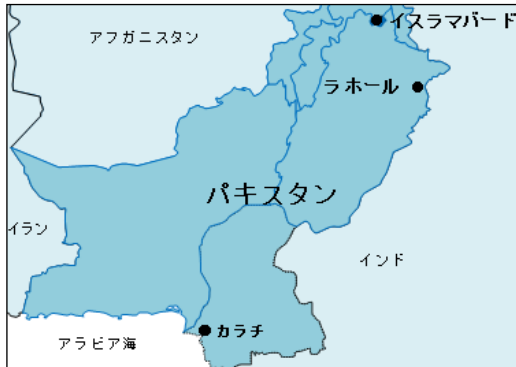 イスラマバード
アフガニスタン
ラホール
パキスタン
イラン
インド
カラチ
アラビア海